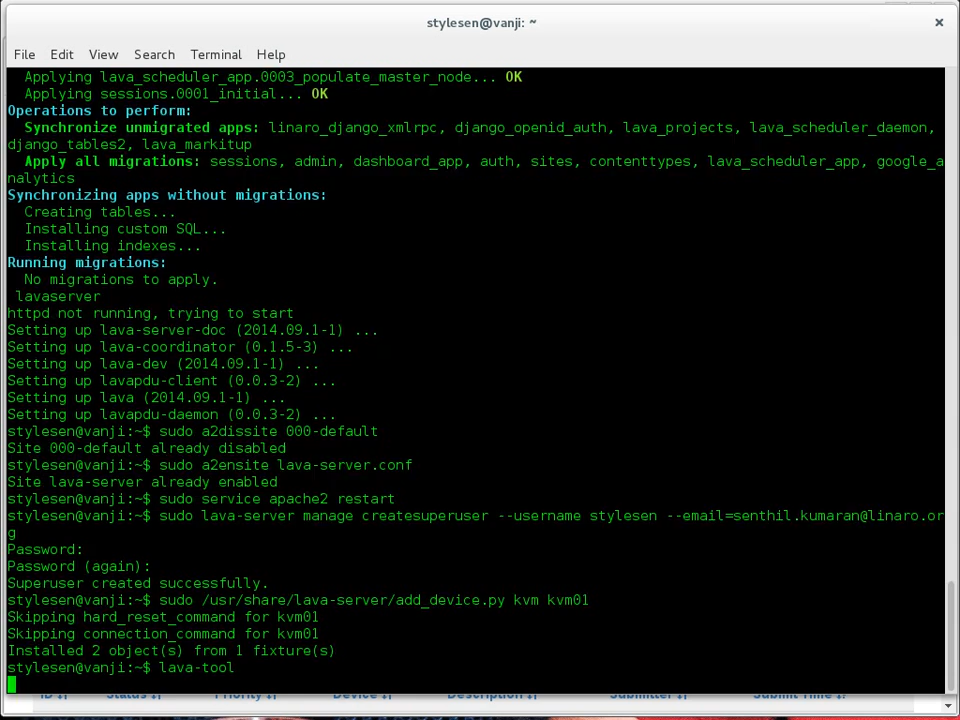 stylesen@vanji: ~
File Edit View Search Terminal Help
Applying lava_scheduler_app.0003_populate_master_node... OK
Applying sessions.0001_initial... OK
Operations to perform:
Synchronize unmigrated apps: linaro_django_xmlrpc, django_openid_auth, lava_projects, lava_scheduler_daemon,
django_tables2, lava_markitup
Apply all migrations: sessions, admin, dashboard_app, auth, sites, contenttypes, lava_scheduler_app, google_a
nalytics
Synchronizing apps without migrations:
Creating tables...
Installing custom SQL...
Installing indexes...
Running migrations:
No migrations to apply.
lavaserver
httpd not running, trying to start
Setting up lava-server-doc (2014.09.1-1) ...
Setting up lava-coordinator (0.1.5-3) ...
Setting up lava-dev (2014.09.1-1) ...
Setting up lavapdu-client (0.0.3-2) ...
Setting up lava (2014.09.1-1) ...
Setting up lavapdu-daemon (0.0.3-2) ...
stylesen@vanji:~$ sudo a2dissite 000-default
Site 000-default already disabled
stylesen@vanji:~$ sudo a2ensite lava-server.conf
Site lava-server already enabled
stylesen@vanji:~$ sudo service apache2 restart
stylesen@vanji:~$ sudo lava-server manage createsuperuser --username stylesen --email=senthil.kumaran@linaro.or
g
Password:
Password (again):
Superuser created successfully.
stylesen@vanji:~$ sudo /usr/share/lava-server/add_device.py kvm kvm01
Skipping hard_reset_command for kvm01
Skipping connection_command for kvm01
Installed 2 object(s) from 1 fixture(s)
stylesen@vanji:~$ lava-tool
ID Status Priority Device Description Submitter Submit Time